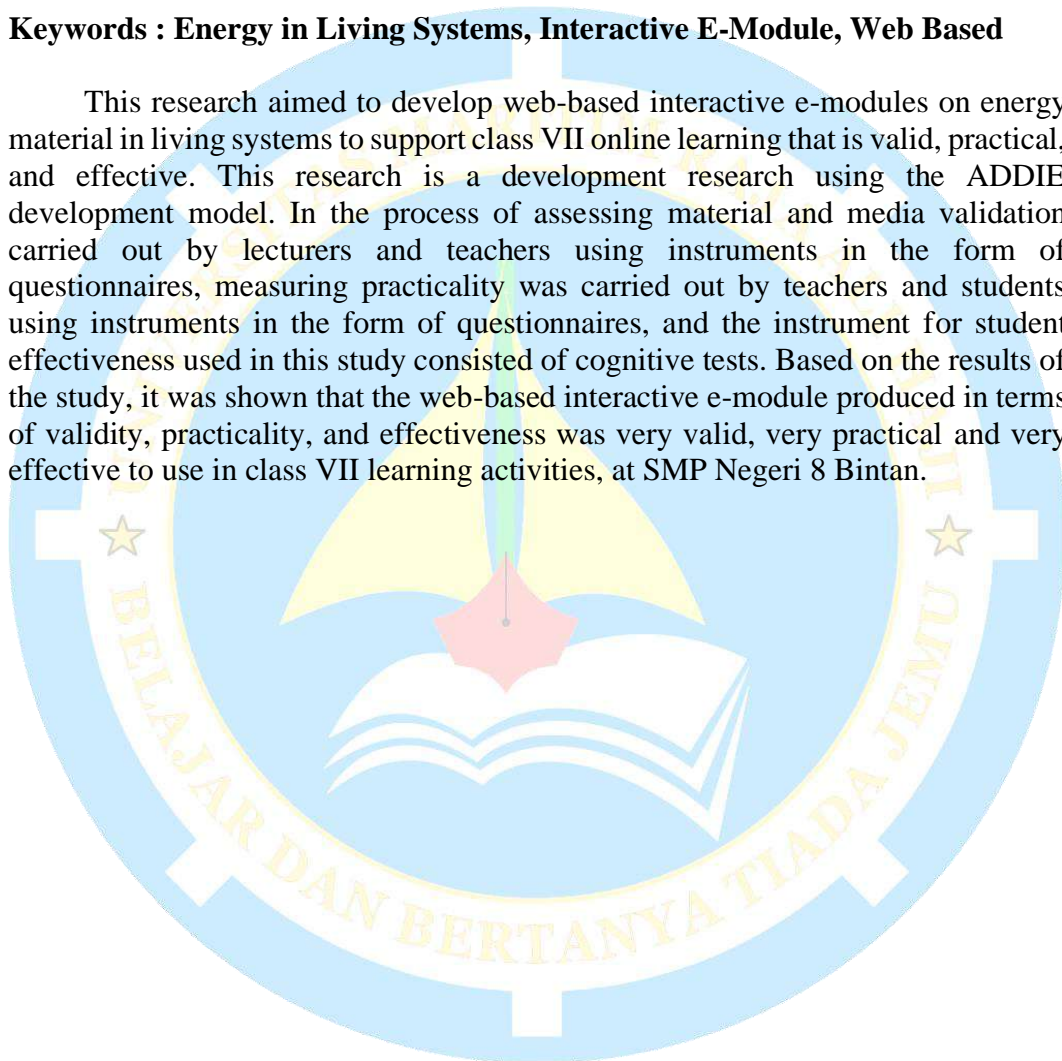 Keywords : Energy in Living Systems, Interactive E-Module, Web Based
This research aimed to develop web-based interactive e-modules on energy
material in living systems to support class VII online learning that is valid, practical,
and effective. This research is a development research using the ADDIE
development model. In the process of assessing material and media validation
carried out by lecturers and teachers using instruments in the form of
questionnaires, measuring practicality was carried out by teachers and students
using instruments in the form of questionnaires, and the instrument for student
effectiveness used in this study consisted of cognitive tests. Based on the results of
the study, it was shown that the web-based interactive e-module produced in terms
of validity, practicality, and effectiveness was very valid, very practical and very
effective to use in class VII learning activities, at SMP Negeri 8 Bintan.
UNIVERSITAS MARITIM RAJA ALI HAJI
BELAJAR DAN BERTANYA TIADA JEMU